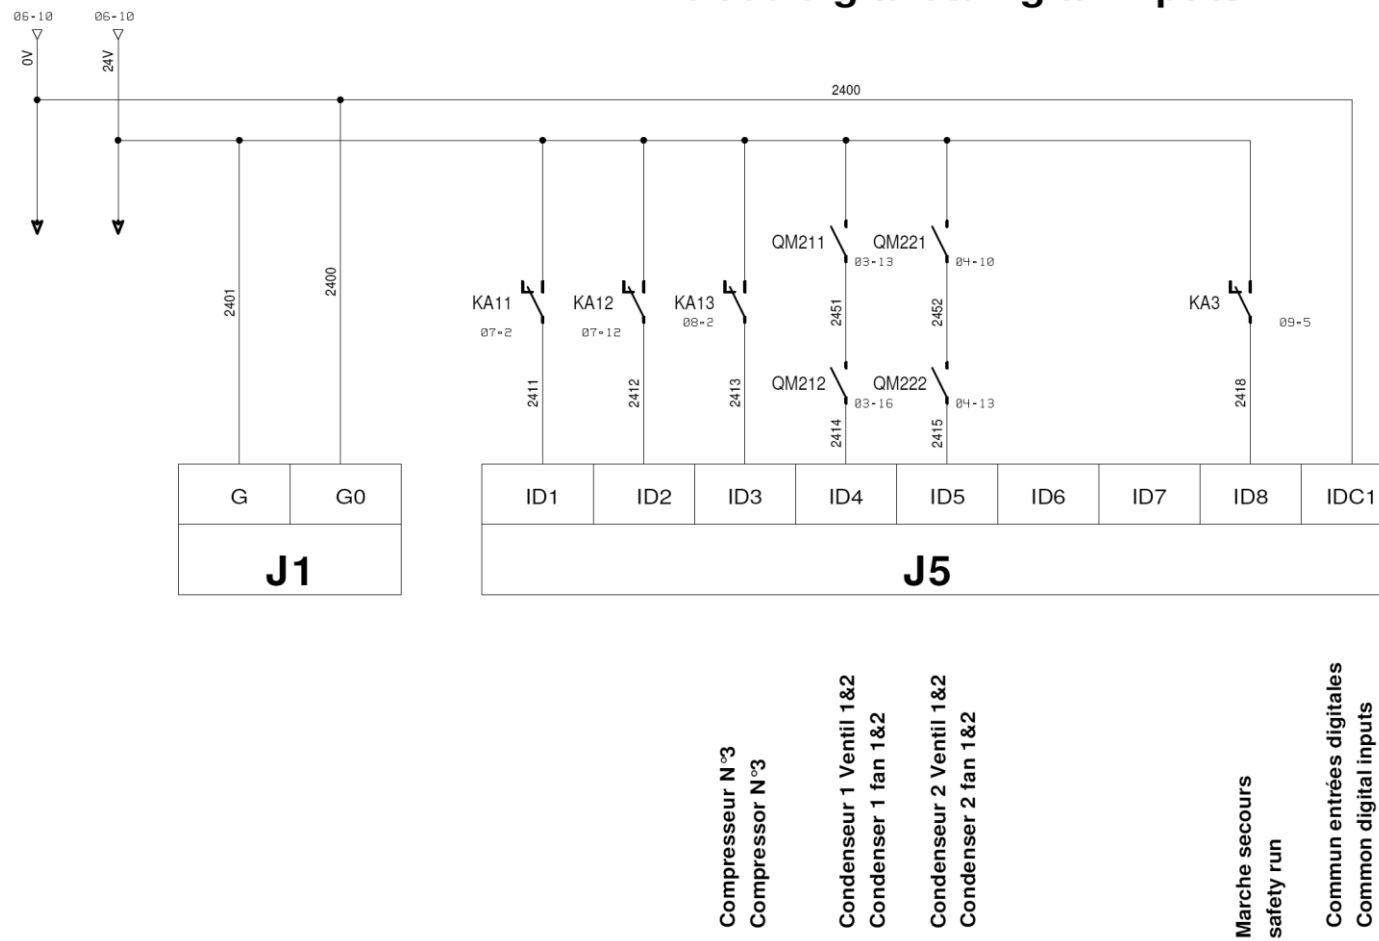 06-10 06-10
0V 24V
2400
QM211 QM221
03-13 04-10
2401 2400
KA11 KA12 KA13 2451 2452 KA3
07-2 07-12 08-2 09-5
2411 2412 2413 QM212 QM222 2418
03-16 04-13
2414 2415
G G0 ID1 ID2 ID3 ID4 ID5 ID6 ID7 ID8 IDC1
J1 J5
Compresseur N°3
Compressor N°3
Condenseur 1 Ventil 1&2
Condenser 1 fan 1&2
Condenseur 2 Ventil 1&2
Condenser 2 fan 1&2
Marche secours
safety run
Commun entrées digitales
Common digital inputs